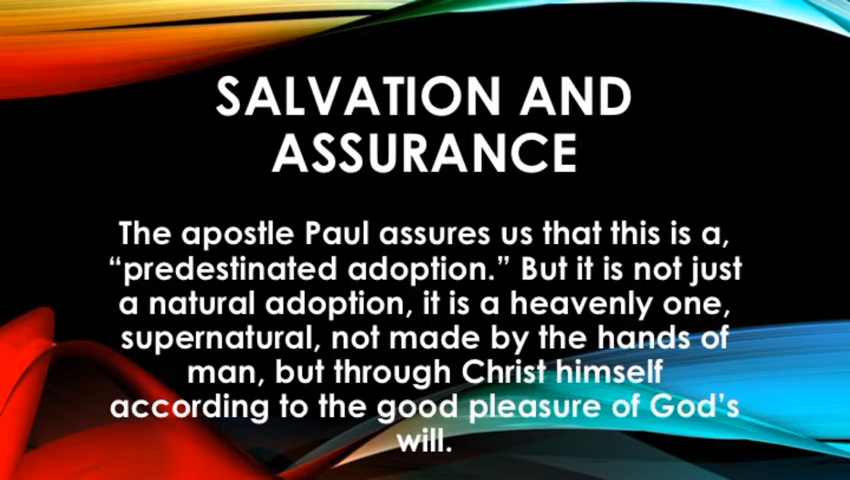 SALVATION AND
ASSURANCE
The apostle Paul assures us that this is a,
“predestinated adoption.” But it is not just
a natural adoption, it is a heavenly one,
supernatural, not made by the hands of
man, but through Christ himself
according to the good pleasure of God’s
will.